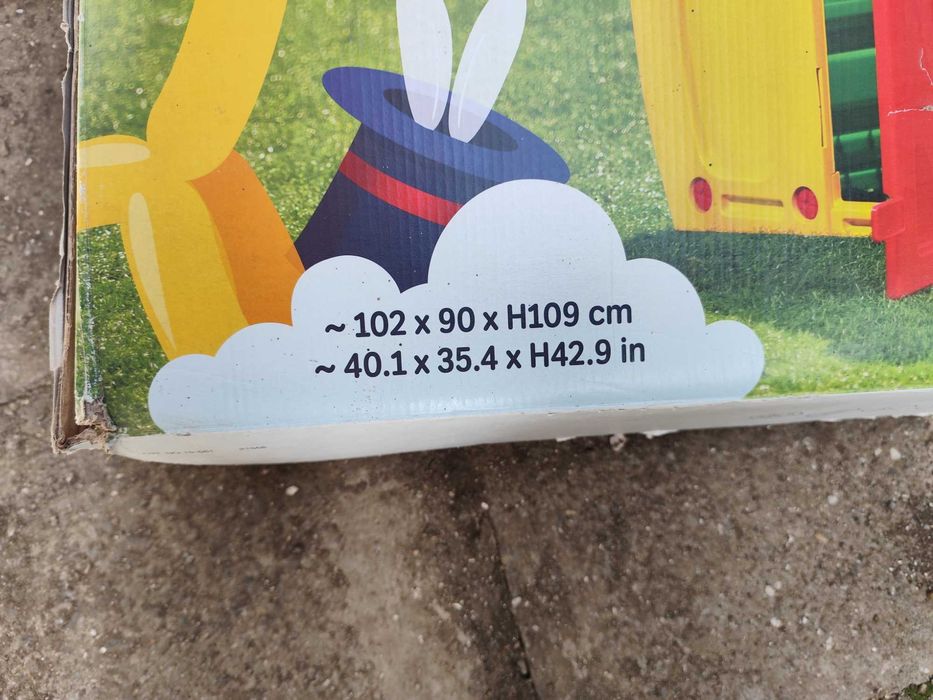 ~ 102 x 90 x H109 cm
~ 40.1 x 35.4 x H42.9 in